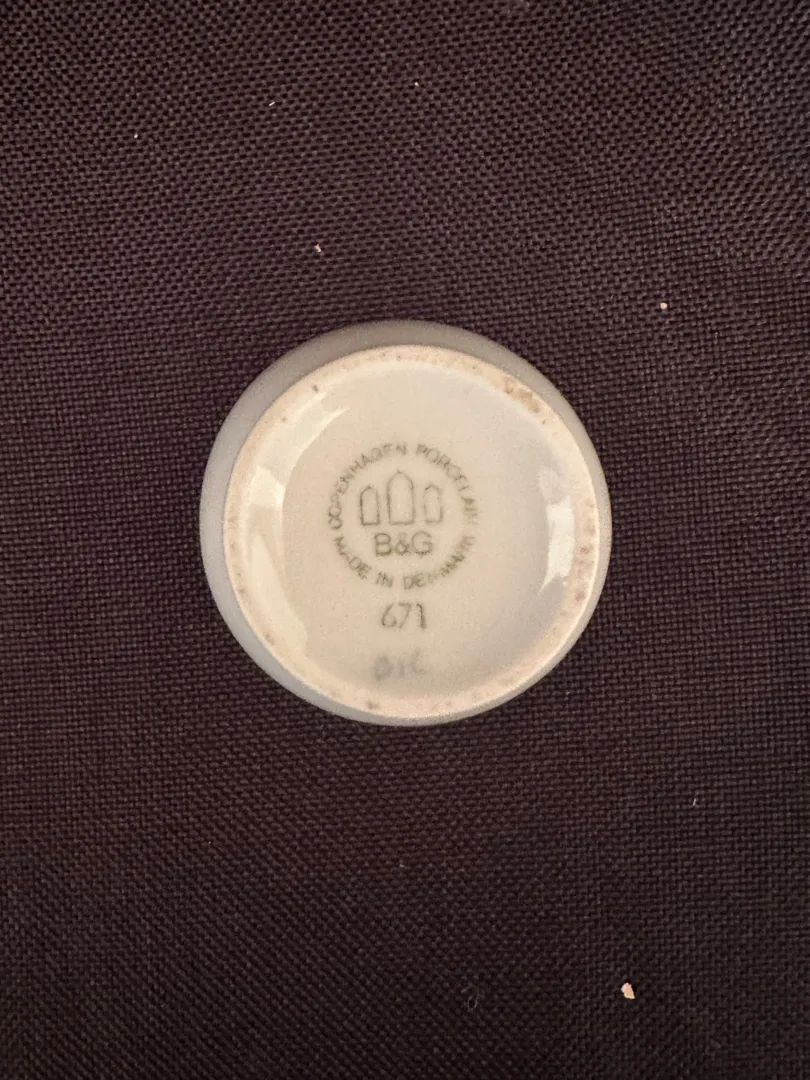 COPENHAGEN PORCELAIN
B&G
MADE IN DENMARK
671